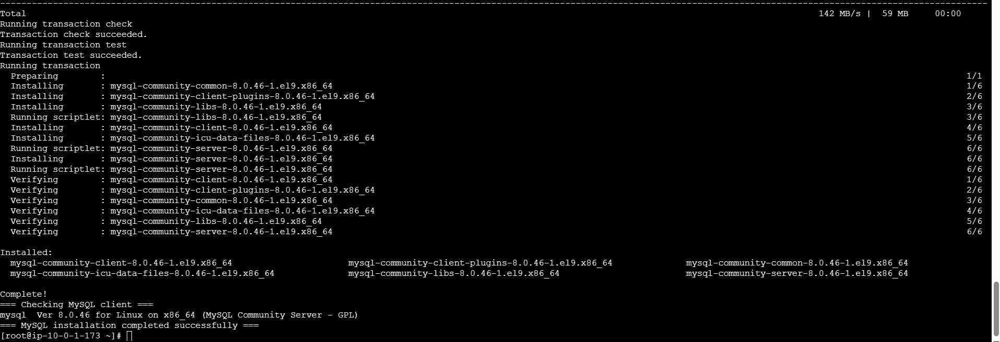 --------------------------------------------------------------------------------------------------------------------------------------------------------------------------------------------
Total                                                                                                                                                      142 MB/s |  59 MB     00:00
Running transaction check
Transaction check succeeded.
Running transaction test
Transaction test succeeded.
Running transaction
  Preparing        :                                                                                                                                                                   1/1
  Installing       : mysql-community-common-8.0.46-1.el9.x86_64                                                                                                                        1/6
  Installing       : mysql-community-client-plugins-8.0.46-1.el9.x86_64                                                                                                                2/6
  Installing       : mysql-community-libs-8.0.46-1.el9.x86_64                                                                                                                          3/6
  Running scriptlet: mysql-community-libs-8.0.46-1.el9.x86_64                                                                                                                          3/6
  Installing       : mysql-community-client-8.0.46-1.el9.x86_64                                                                                                                        4/6
  Installing       : mysql-community-icu-data-files-8.0.46-1.el9.x86_64                                                                                                                5/6
  Running scriptlet: mysql-community-server-8.0.46-1.el9.x86_64                                                                                                                        6/6
  Installing       : mysql-community-server-8.0.46-1.el9.x86_64                                                                                                                        6/6
  Running scriptlet: mysql-community-server-8.0.46-1.el9.x86_64                                                                                                                        6/6
  Verifying        : mysql-community-client-8.0.46-1.el9.x86_64                                                                                                                        1/6
  Verifying        : mysql-community-client-plugins-8.0.46-1.el9.x86_64                                                                                                                2/6
  Verifying        : mysql-community-common-8.0.46-1.el9.x86_64                                                                                                                        3/6
  Verifying        : mysql-community-icu-data-files-8.0.46-1.el9.x86_64                                                                                                                4/6
  Verifying        : mysql-community-libs-8.0.46-1.el9.x86_64                                                                                                                          5/6
  Verifying        : mysql-community-server-8.0.46-1.el9.x86_64                                                                                                                        6/6

Installed:
  mysql-community-client-8.0.46-1.el9.x86_64                      mysql-community-client-plugins-8.0.46-1.el9.x86_64              mysql-community-common-8.0.46-1.el9.x86_64
  mysql-community-icu-data-files-8.0.46-1.el9.x86_64              mysql-community-libs-8.0.46-1.el9.x86_64                        mysql-community-server-8.0.46-1.el9.x86_64

Complete!
=== Checking MySQL client ===
mysql  Ver 8.0.46 for Linux on x86_64 (MySQL Community Server - GPL)
=== MySQL installation completed successfully ===
[root@ip-10-0-1-173 ~]#